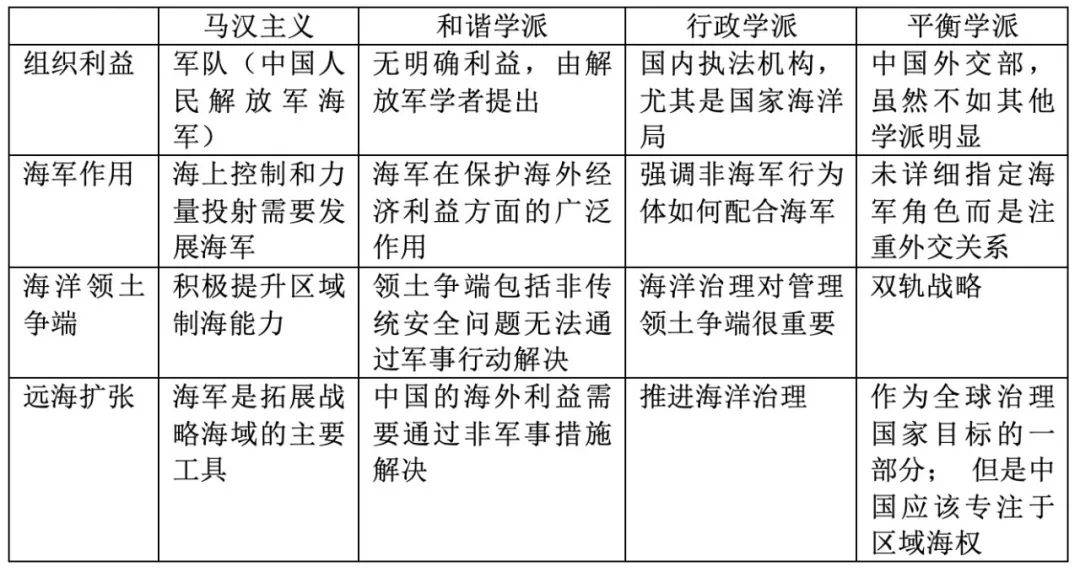 马汉主义 和谐学派 行政学派 平衡学派
组织利益
军队（中国人
民解放军海
军）
无明确利益，由解
放军学者提出
国内执法机构，
尤其是国家海洋
局
中国外交部，
虽然不如其他
学派明显
海军作用
海上控制和力
量投射需要发
展海军
海军在保护海外经
济利益方面的广泛
作用
强调非海军行为
体如何配合海军
未详细指定海
军角色而是注
重外交关系
海洋领土
争端
积极提升区域
制海能力
领土争端包括非传
统安全问题无法通
过军事行动解决
海洋治理对管理
领土争端很重要
双轨战略
远海扩张
海军是拓展战
略海域的主要
工具
中国的海外利益需
要通过非军事措施
解决
推进海洋治理
作为全球治理
国家目标的一
部分； 但是中
国应该专注于
区域海权